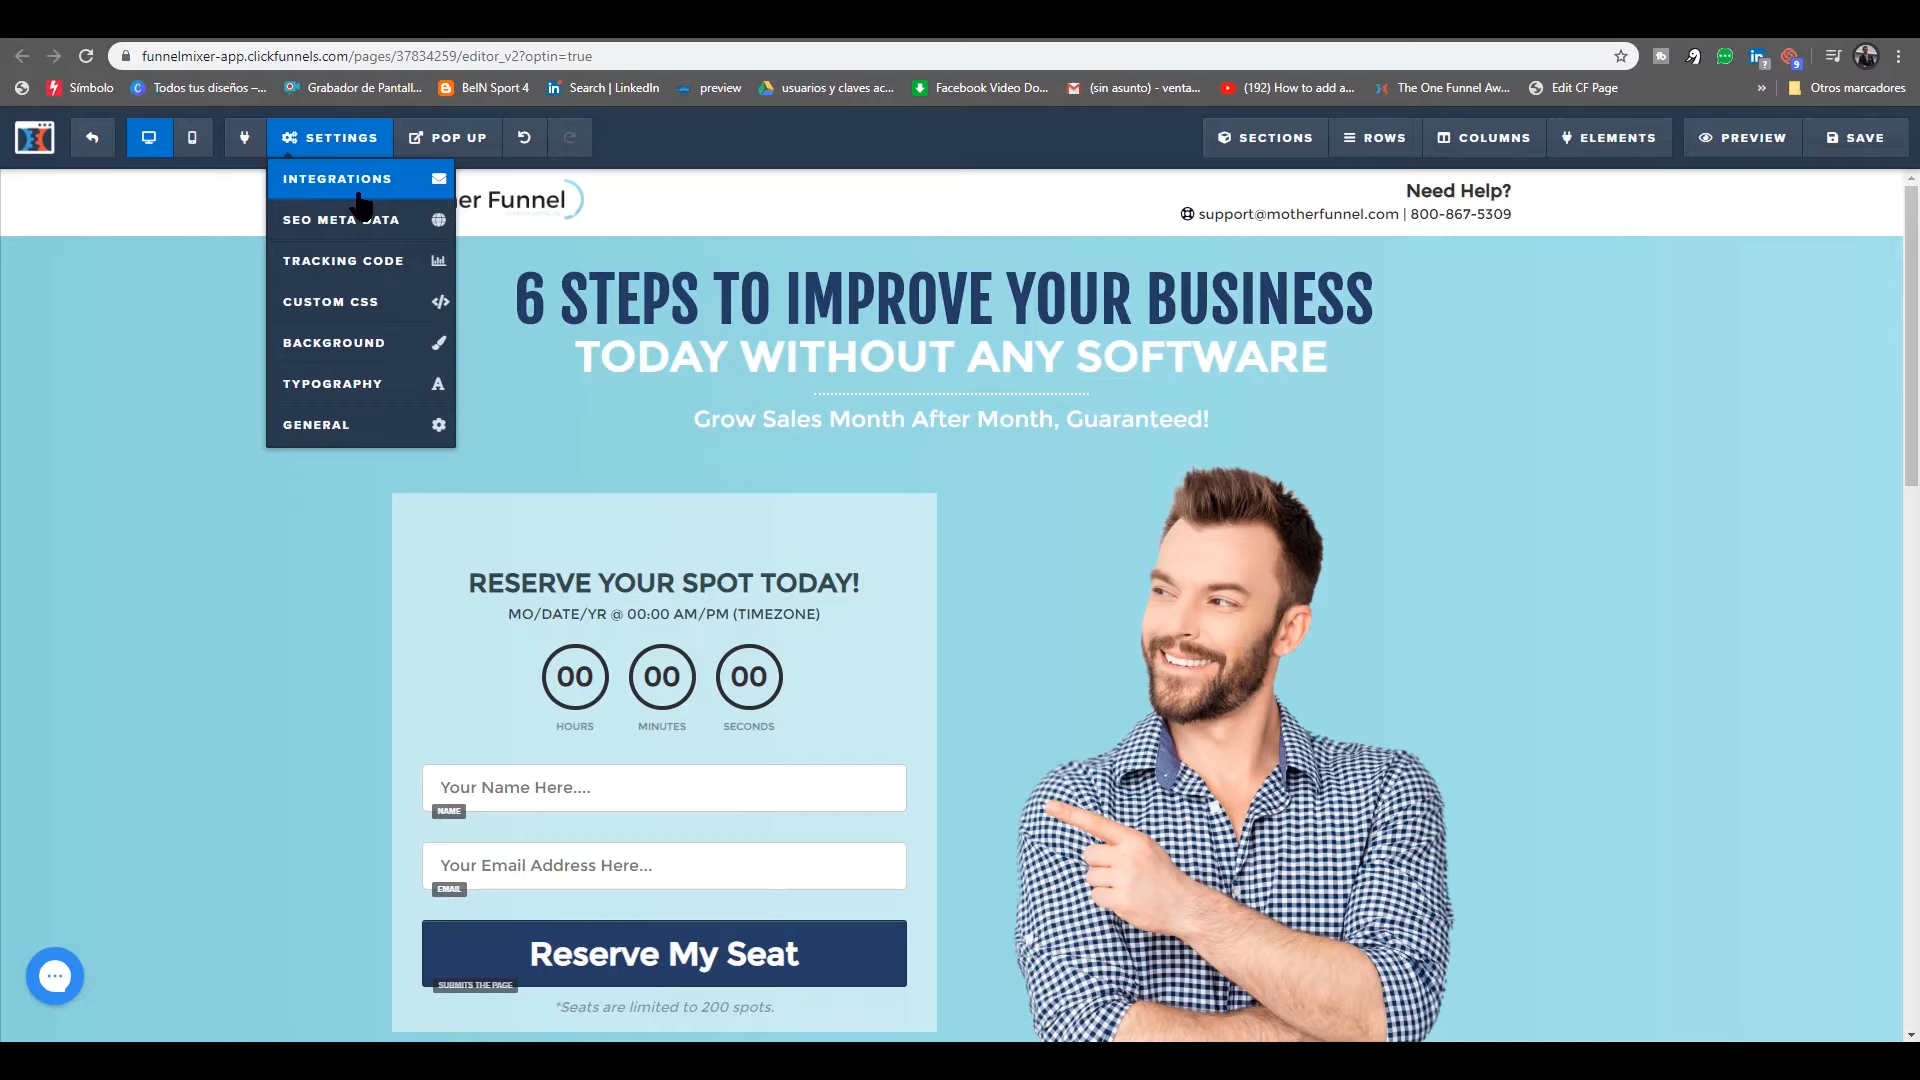 funnelmixer-app.clickfunnels.com/pages/37834259/editor_v2?optin=true
Símbolo
Todos tus diseños –...
Grabador de Pantall...
BeIN Sport 4
Search | LinkedIn
preview
usuarios y claves ac...
Facebook Video Do...
(sin asunto) - venta...
(192) How to add a...
The One Funnel Aw...
Edit CF Page
»
Otros marcadores
SETTINGS
POP UP
SECTIONS
ROWS
COLUMNS
ELEMENTS
PREVIEW
SAVE
INTEGRATIONS
SEO META DATA
TRACKING CODE
CUSTOM CSS
BACKGROUND
TYPOGRAPHY
GENERAL
er Funnel
Need Help?
support@motherfunnel.com | 800-867-5309
6 STEPS TO IMPROVE YOUR BUSINESS
TODAY WITHOUT ANY SOFTWARE
Grow Sales Month After Month, Guaranteed!
RESERVE YOUR SPOT TODAY!
MO/DATE/YR @ 00:00 AM/PM (TIMEZONE)
00 00 00
HOURS MINUTES SECONDS
Your Name Here....
NAME
Your Email Address Here...
EMAIL
Reserve My Seat
SUBMITS THE PAGE
*Seats are limited to 200 spots.